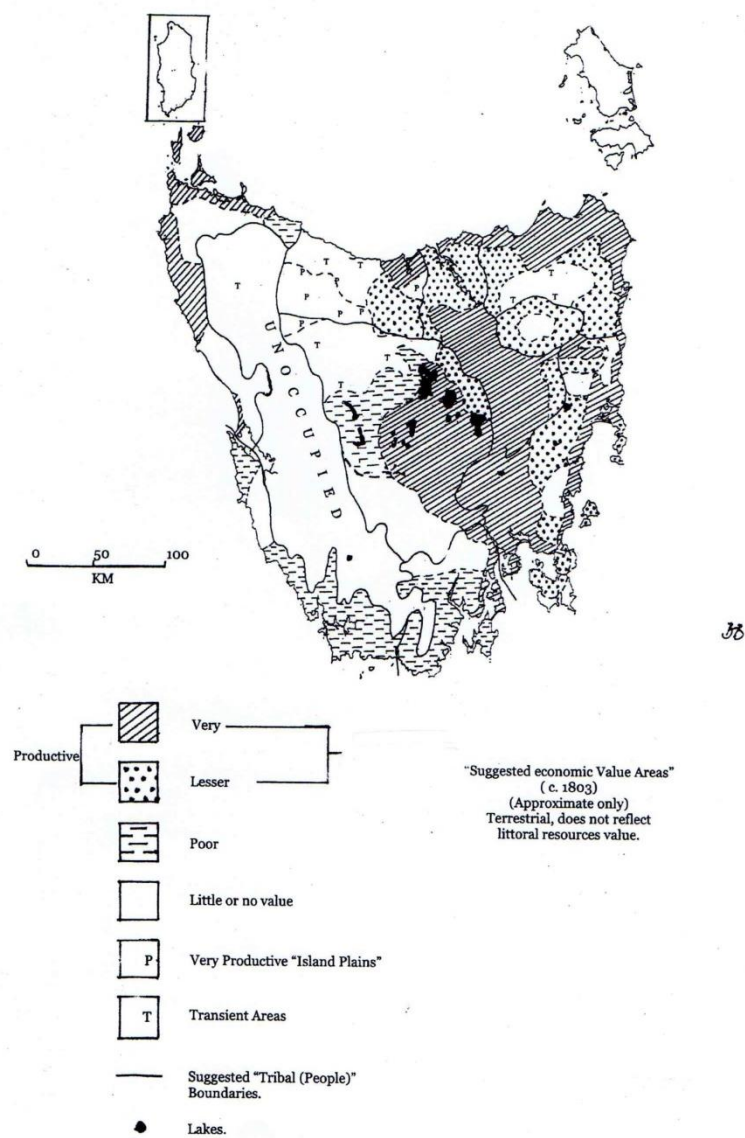 T
T
T
T
P
P
T
P
P
P
P
T
T
T
P
P
P
T
T
T
UNOCCUPIED
0 50 100
KM
38
Productive
Very
Lesser
"Suggested economic Value Areas"
( c. 1803)
(Approximate only)
Terrestrial, does not reflect
littoral resources value.
Poor
Little or no value
P Very Productive "Island Plains"
T Transient Areas
Suggested "Tribal (People)"
Boundaries.
Lakes.